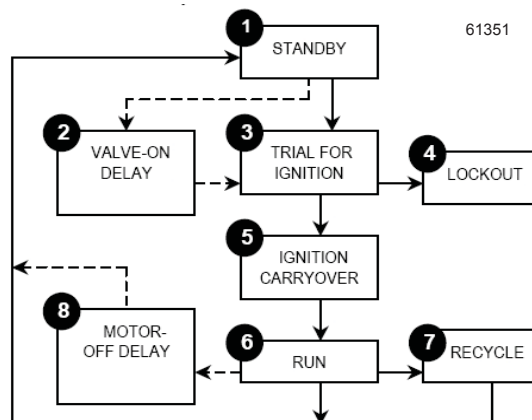 61351
1
STANDBY
2
VALVE-ON
DELAY
3
TRIAL FOR
IGNITION
4
LOCKOUT
5
IGNITION
CARRYOVER
8
MOTOR-
OFF DELAY
6
RUN
7
RECYCLE